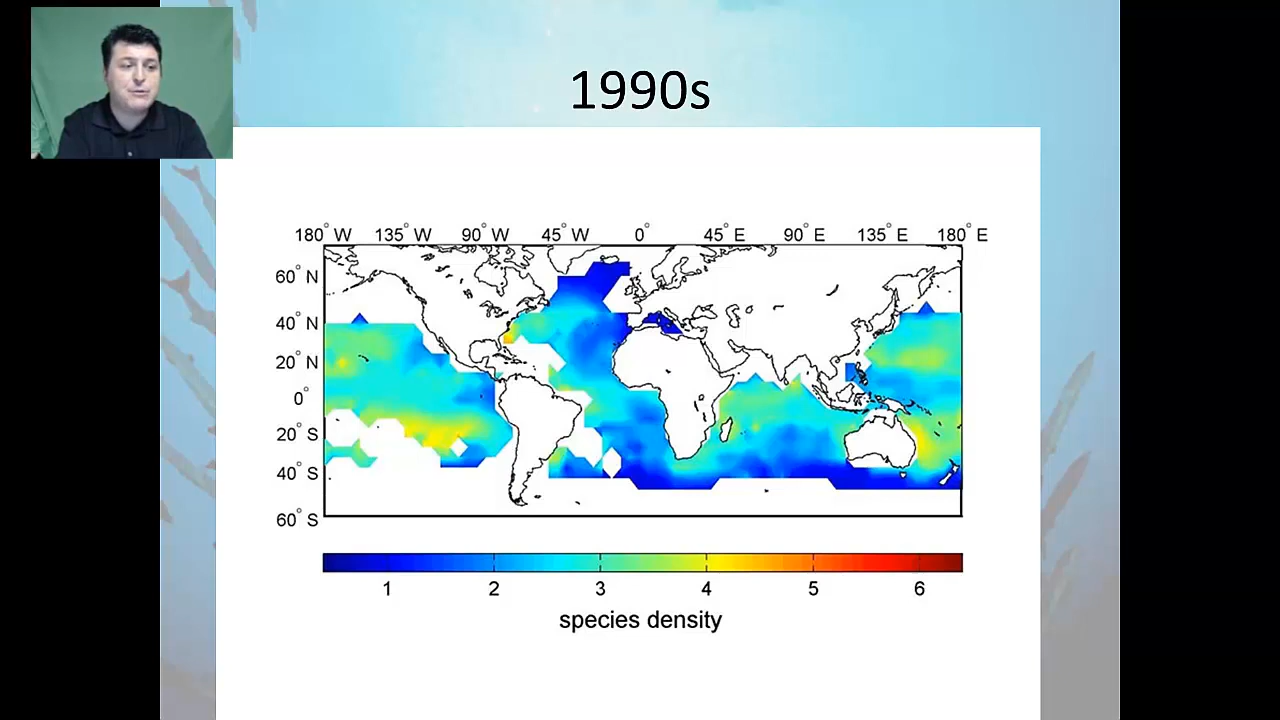 1990s
180° W 135° W 90° W 45° W 0° 45° E 90° E 135° E 180° E
60° N
40° N
20° N
0°
20° S
40° S
60° S
1 2 3 4 5 6
species density